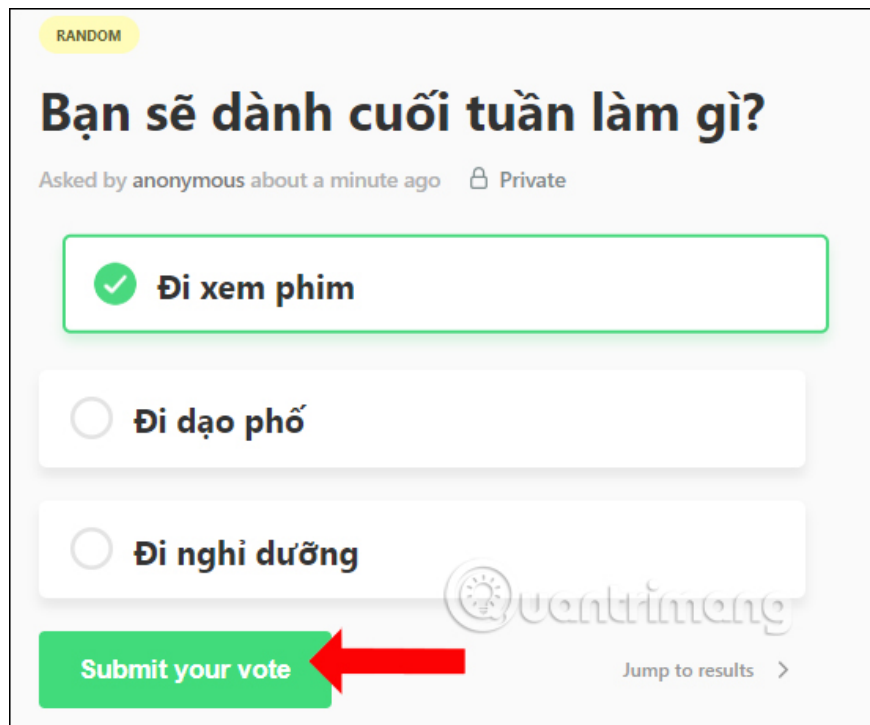 RANDOM
Bạn sẽ dành cuối tuần làm gì?
Asked by anonymous about a minute ago Private
Đi xem phim
Đi dạo phố
Đi nghỉ dưỡng
Quantrimang
Submit your vote
Jump to results